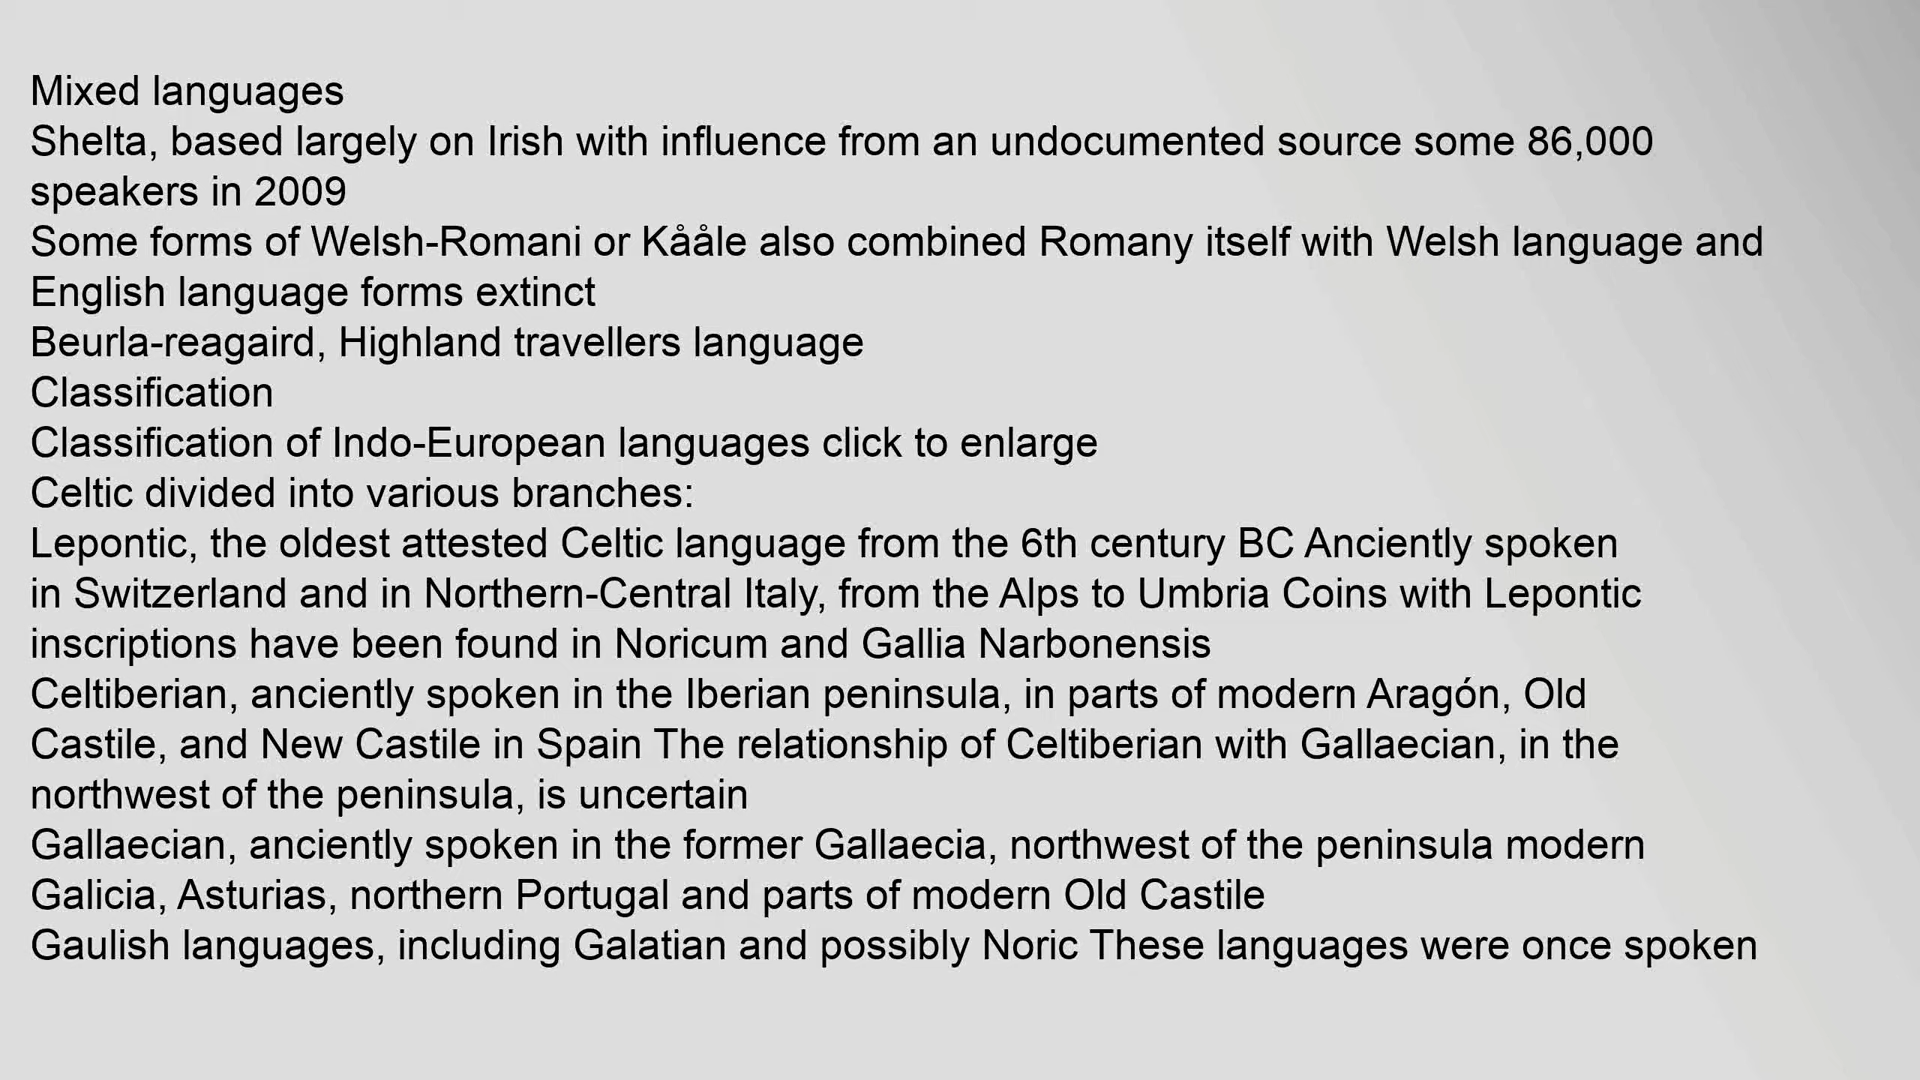 Mixed languages
Shelta, based largely on Irish with influence from an undocumented source some 86,000
speakers in 2009
Some forms of Welsh-Romani or Kååle also combined Romany itself with Welsh language and
English language forms extinct
Beurla-reagaird, Highland travellers language
Classification
Classification of Indo-European languages click to enlarge
Celtic divided into various branches:
Lepontic, the oldest attested Celtic language from the 6th century BC Anciently spoken
in Switzerland and in Northern-Central Italy, from the Alps to Umbria Coins with Lepontic
inscriptions have been found in Noricum and Gallia Narbonensis
Celtiberian, anciently spoken in the Iberian peninsula, in parts of modern Aragón, Old
Castile, and New Castile in Spain The relationship of Celtiberian with Gallaecian, in the
northwest of the peninsula, is uncertain
Gallaecian, anciently spoken in the former Gallaecia, northwest of the peninsula modern
Galicia, Asturias, northern Portugal and parts of modern Old Castile
Gaulish languages, including Galatian and possibly Noric These languages were once spoken